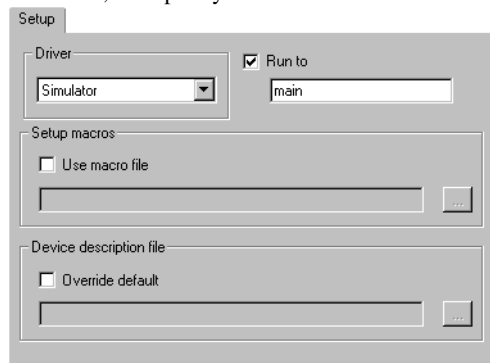 Setup
Driver
Run to
Simulator
main
Setup macros
Use macro file
...
Device description file
Override default
...